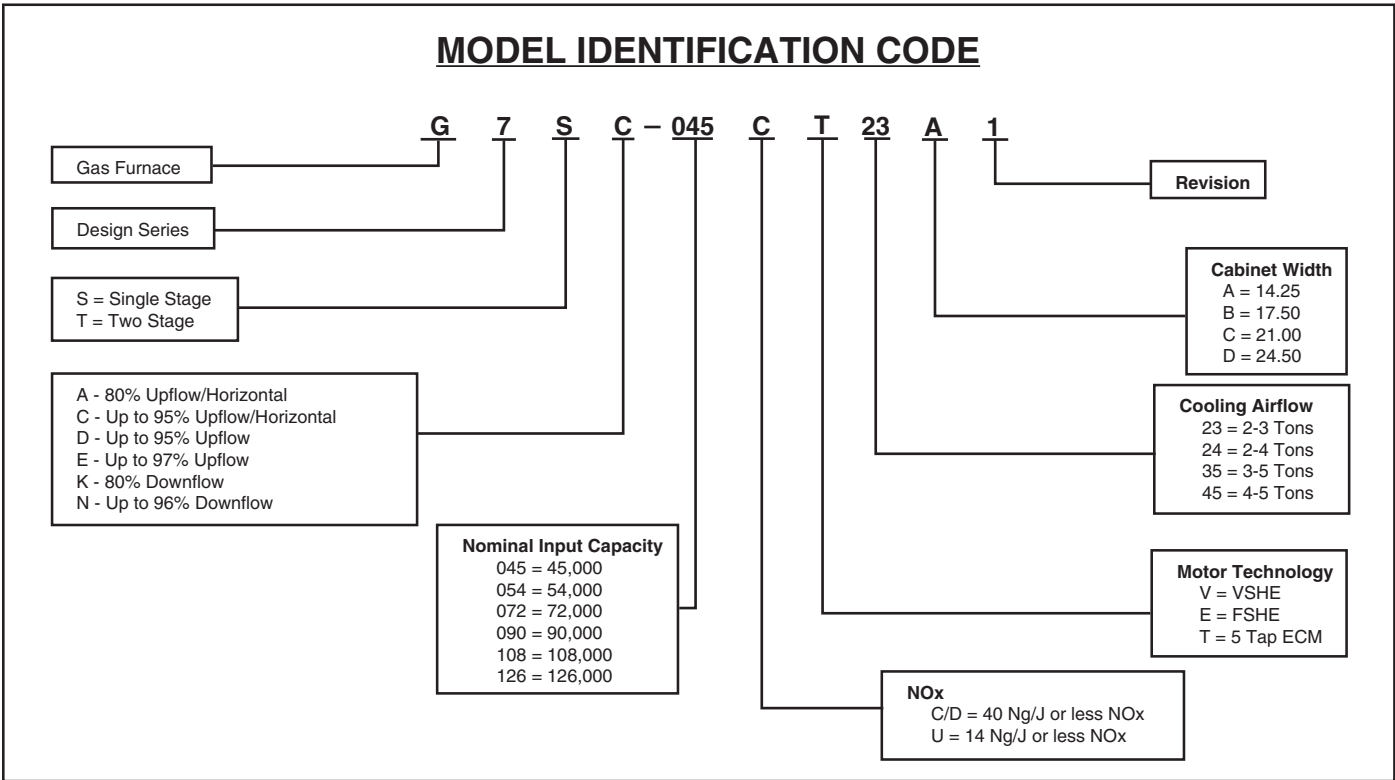 MODEL IDENTIFICATION CODE
G 7 S C – 045 C T 23 A 1
Gas Furnace
Design Series
S = Single Stage
T = Two Stage
A - 80% Upflow/Horizontal
C - Up to 95% Upflow/Horizontal
D - Up to 95% Upflow
E - Up to 97% Upflow
K - 80% Downflow
N - Up to 96% Downflow
Nominal Input Capacity
045 = 45,000
054 = 54,000
072 = 72,000
090 = 90,000
108 = 108,000
126 = 126,000
Revision
Cabinet Width
A = 14.25
B = 17.50
C = 21.00
D = 24.50
Cooling Airflow
23 = 2-3 Tons
24 = 2-4 Tons
35 = 3-5 Tons
45 = 4-5 Tons
Motor Technology
V = VSHE
E = FSHE
T = 5 Tap ECM
NOx
C/D = 40 Ng/J or less NOx
U = 14 Ng/J or less NOx